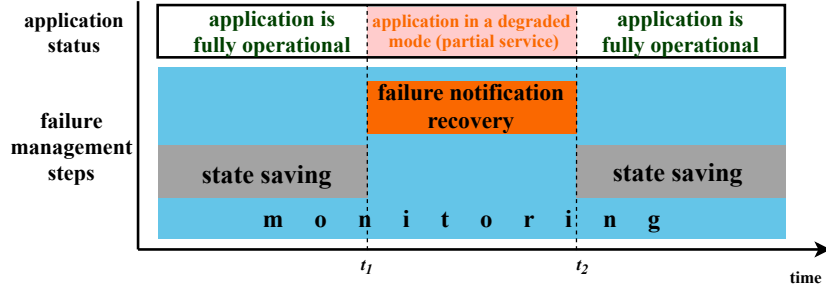 application
status
application is
fully operational
application in a degraded
mode (partial service)
application is
fully operational
failure
management
steps
failure notification
recovery
state saving
state saving
m o n i t o r i n g
t1
t2
time